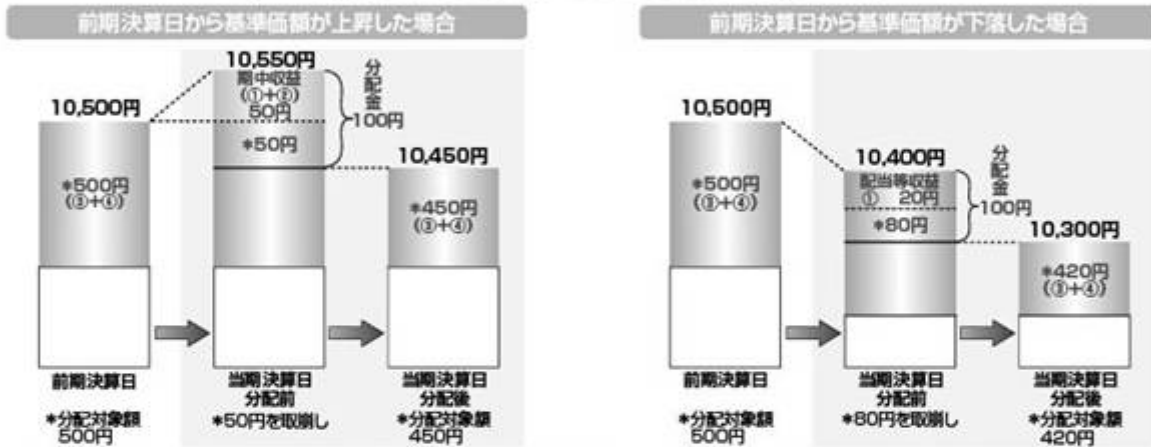 前期決算日から基準価額が上昇した場合
10,500円
*500円
(③+④)
前期決算日
*分配対象額
500円
10,550円
期中収益
(①+②)
50円
*50円
分配金
100円
当期決算日
分配前
*50円を取崩し
10,450円
*450円
(③+④)
当期決算日
分配後
*分配対象額
450円
前期決算日から基準価額が下落した場合
10,500円
*500円
(③+④)
前期決算日
*分配対象額
500円
10,400円
配当等収益
① 20円
*80円
分配金
100円
当期決算日
分配前
*80円を取崩し
10,300円
*420円
(③+④)
当期決算日
分配後
*分配対象額
420円